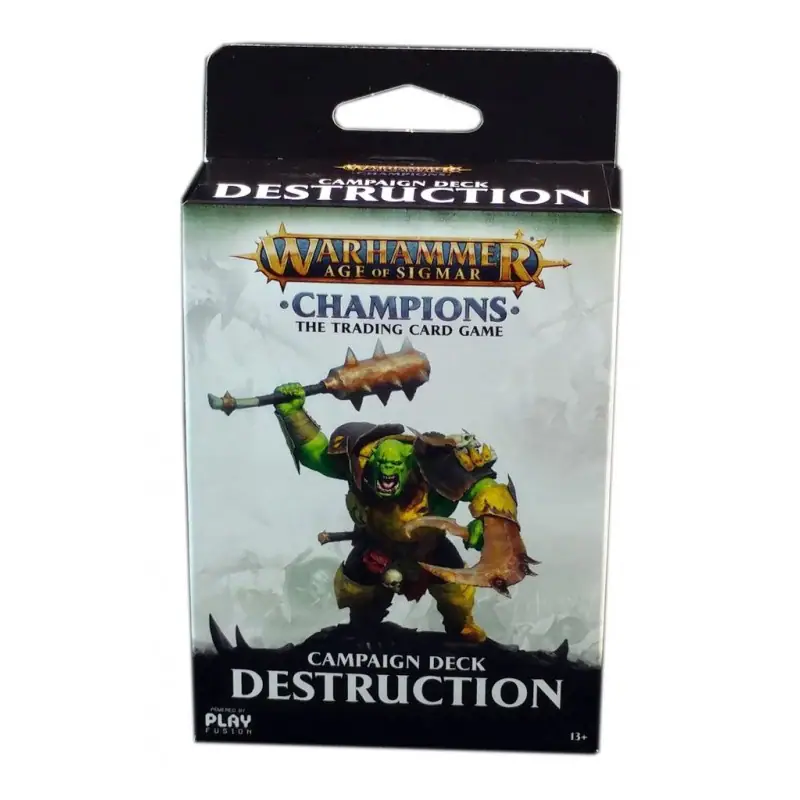 WARHAMMER
CHAMPIONS
CAMPAIGN DECK
DESTRUCTION
WARHAMMER
AGE OF SIGMAR
·CHAMPIONS·
THE TRADING CARD GAME
CAMPAIGN DECK
DESTRUCTION
POWERED BY
PLAY
FUSION
13+